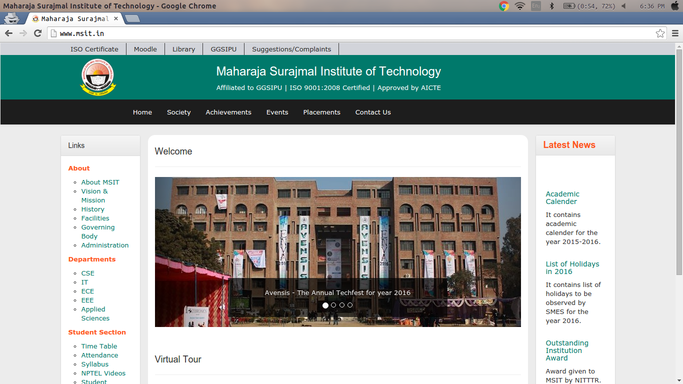 Maharaja Surajmal Institute of Technology - Google Chrome
(0:54, 72%)
6:36 PM
Maharaja Surajmal
www.msit.in
ISO Certificate
Moodle
Library
GGSIPU
Suggestions/Complaints
Maharaja Surajmal Institute of Technology
Affiliated to GGSIPU | ISO 9001:2008 Certified | Approved by AICTE
Home
Society
Achievements
Events
Placements
Contact Us
Links
About
About MSIT
Vision &
Mission
History
Facilities
Governing
Body
Administration
Departments
CSE
IT
ECE
EEE
Applied
Sciences
Student Section
Time Table
Attendance
Syllabus
NPTEL Videos
Student
Welcome
AVENSIS
AVENSIS
Avensis - The Annual Techfest for year 2016
Virtual Tour
Latest News
Academic
Calender
It contains
academic
calender for the
year 2015-2016.
List of Holidays
in 2016
It contains list of
holidays to be
observed by
SMES for the
year 2016.
Outstanding
Institution
Award
Award given to
MSIT by NITTTR,